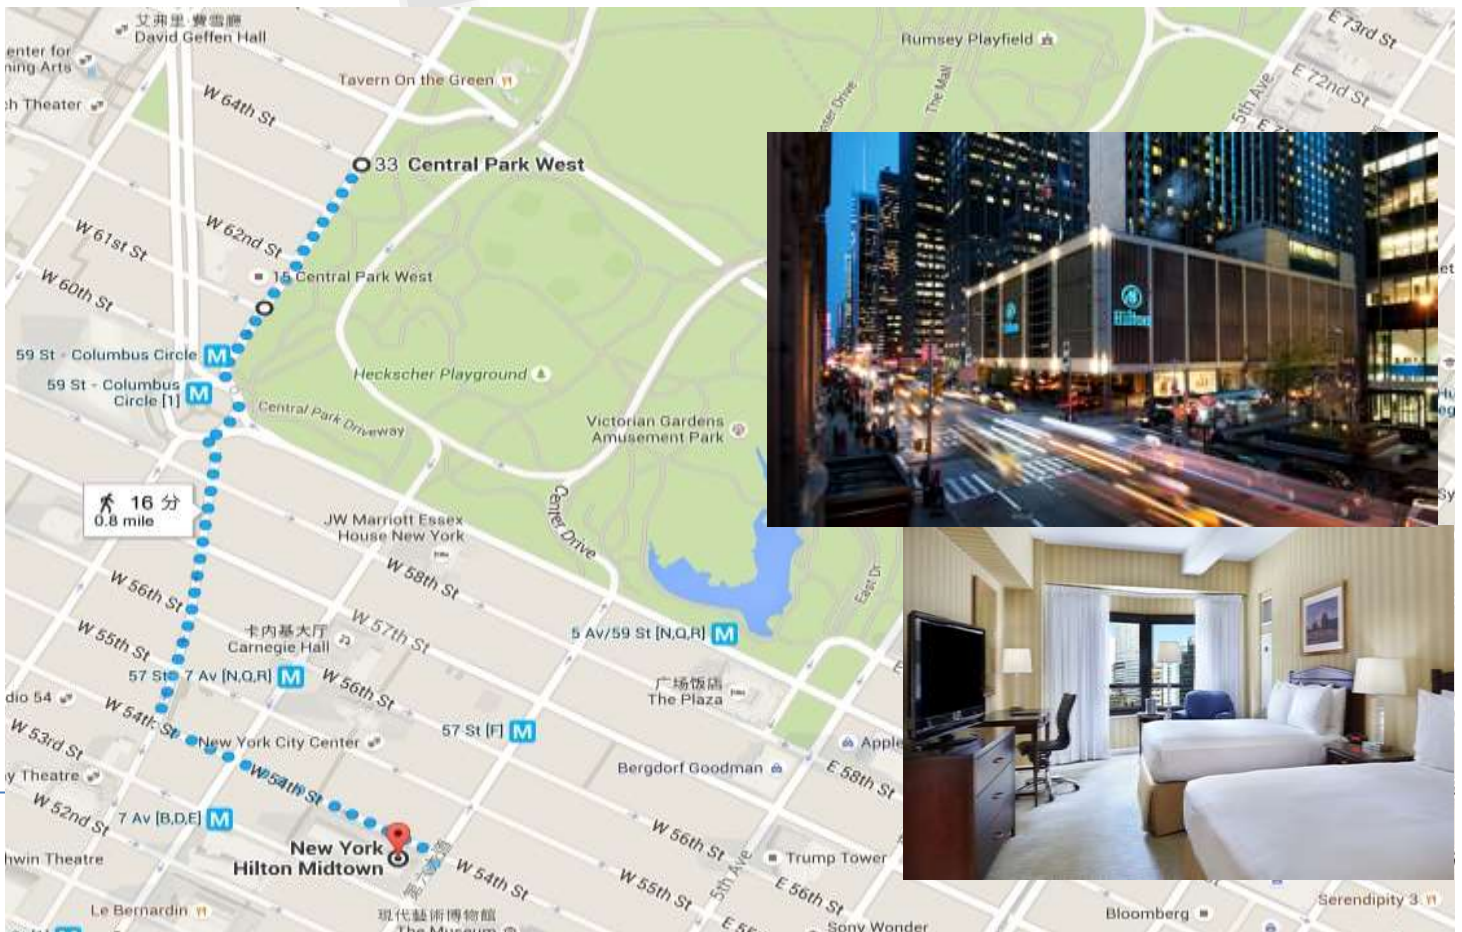 艾弗里·費雪廳
David Geffen Hall
enter for
ning Arts
h Theater
Tavern On the Green
Rumsey Playfield
The Mall
5th Ave
E 73rd St
E 72nd St
W 64th St
33 Central Park West
W 62nd St
W 61st St
W 60th St
15 Central Park West
59 St - Columbus Circle M
59 St - Columbus
Circle [1] M
Heckscher Playground
Central Park Driveway
Victorian Gardens
Amusement Park
Center Drive
East Dr
16 分
0.8 mile
JW Marriott Essex
House New York
W 58th St
W 57th St
W 56th St
W 55th St
卡内基大厅
Carnegie Hall
5 Av/59 St [N,Q,R] M
7 Av [N,Q,R] M
W 56th St
广场饭店
The Plaza
dio 54
W 54th St
W 53rd St
New York City Center
57 St [F] M
Apple
Bergdorf Goodman
E 58th St
y Theatre
W 54th St
W 52nd St
7 Av [B,D,E] M
New York
Hilton Midtown
hwin Theatre
W 56th St
Trump Tower
W 54th St
W 55th St
5th Ave
E 56th St
Le Bernardin
現代藝術博物館
The Museum
Sony Wonder
Bloomberg
Serendipity 3
Hilton